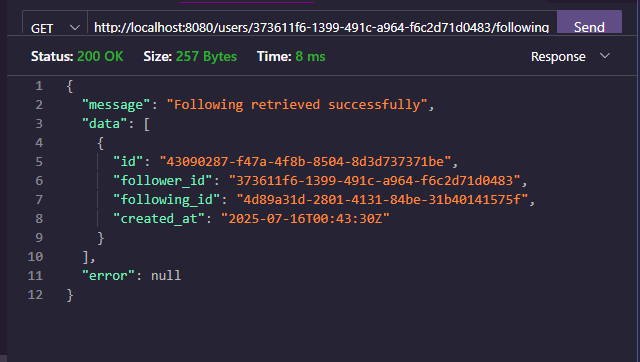 GET http://localhost:8080/users/373611f6-1399-491c-a964-f6c2d71d0483/following Send
Status: 200 OK Size: 257 Bytes Time: 8 ms Response
1 {
2 "message": "Following retrieved successfully",
3 "data": [
4 {
5 "id": "43090287-f47a-4f8b-8504-8d3d737371be",
6 "follower_id": "373611f6-1399-491c-a964-f6c2d71d0483",
7 "following_id": "4d89a31d-2801-4131-84be-31b40141575f",
8 "created_at": "2025-07-16T00:43:30Z"
9 }
10 ],
11 "error": null
12 }